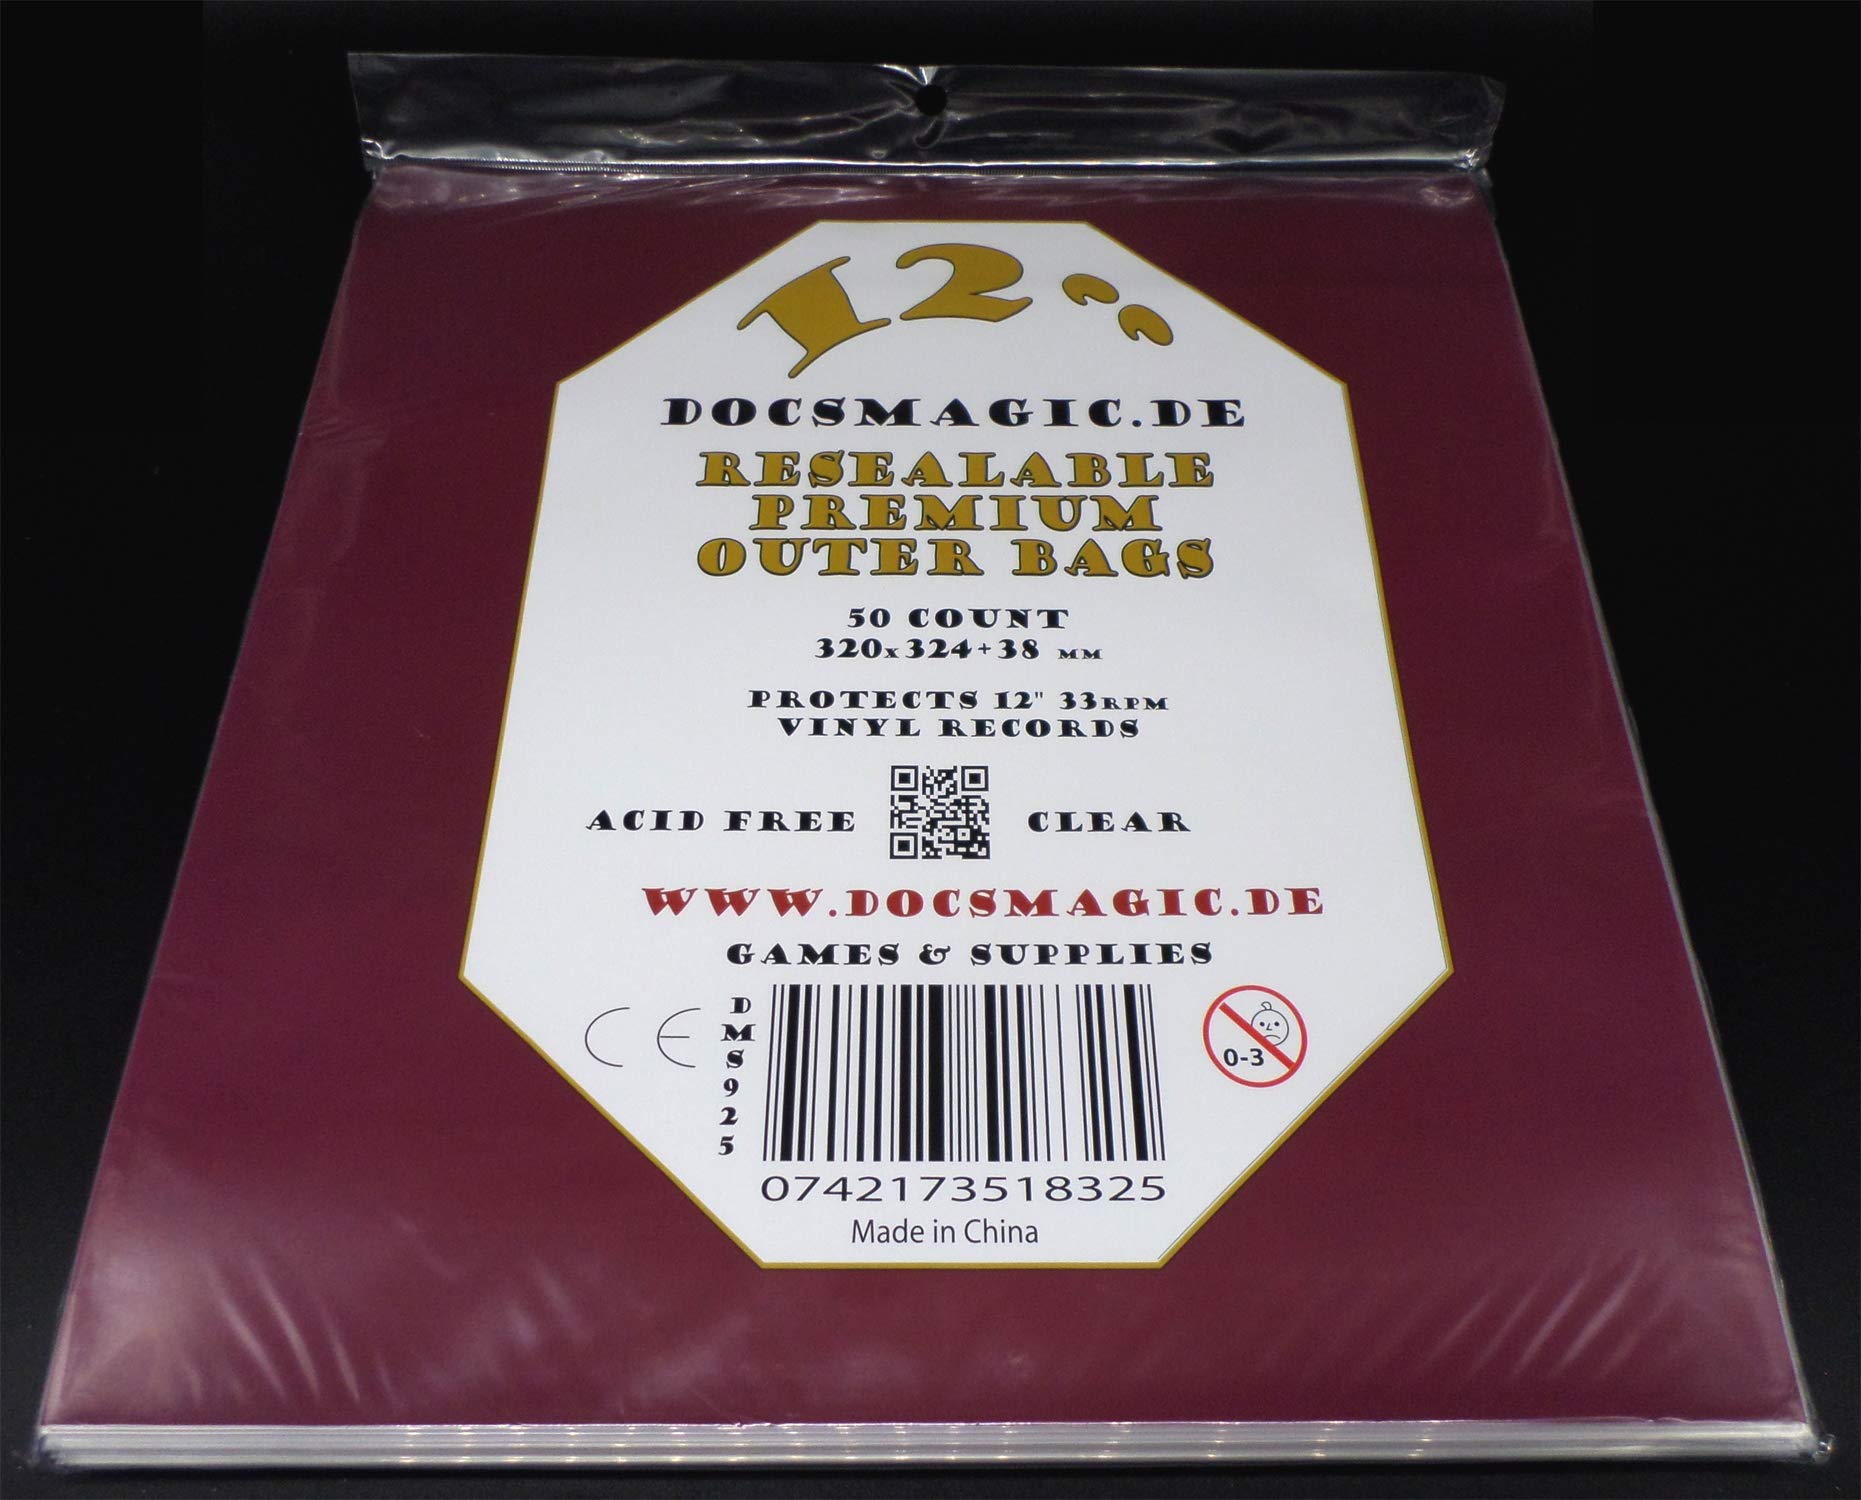 12"
DOCSMAGIC.DE
RESEALABLE
PREMIUM
OUTER BAGS
50 COUNT
320x324+38 MM
PROTECTS 12" 33RPM
VINYL RECORDS
ACID FREE CLEAR
WWW.DOCSMAGIC.DE
GAMES & SUPPLIES
CE
DMS925
0-3
0742173518325
Made in China